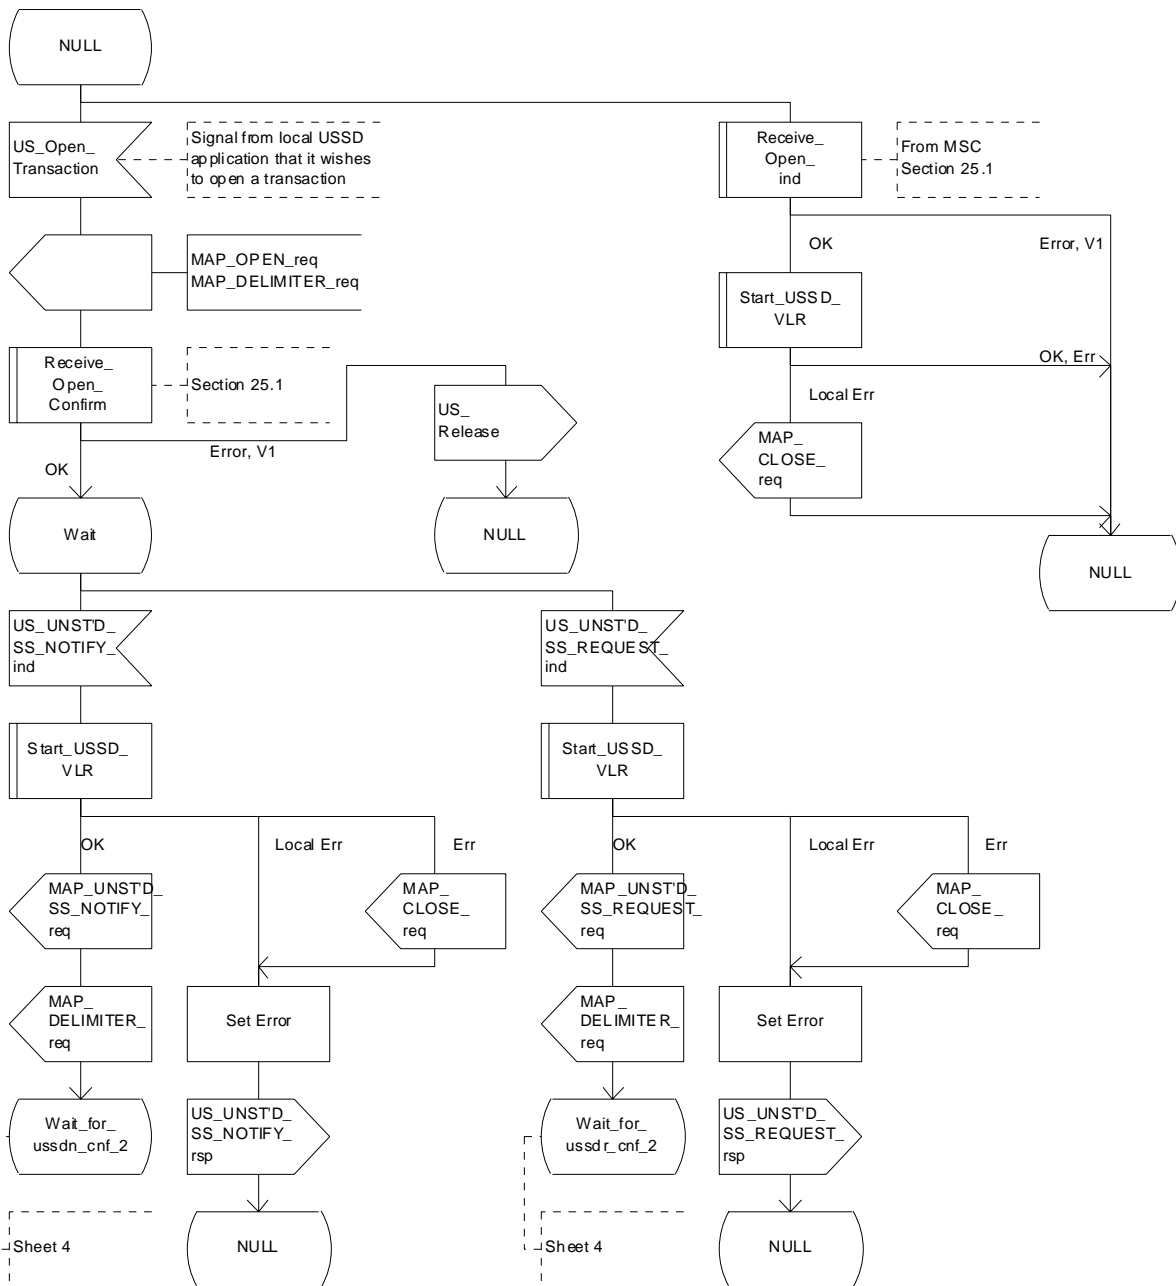 NULL
US_Open_
Transaction
Signal from local USSD
application that it wishes
to open a transaction
Receive_
Open_
ind
From MSC
Section 25.1
MAP_OPEN_req
MAP_DELIMITER_req
OK
Error, V1
Start_USSD_
VLR
Receive_
Open_
Confirm
Section 25.1
OK, Err
US_
Release
Local Err
Error, V1
OK
MAP_
CLOSE_
req
Wait
NULL
NULL
US_UNST'D_
SS_NOTIFY_
ind
US_UNST'D_
SS_REQUEST_
ind
Start_USSD_
VLR
Start_USSD_
VLR
OK
Local Err
Err
OK
Local Err
Err
MAP_UNST'D_
SS_NOTIFY_
req
MAP_
CLOSE_
req
MAP_UNST'D_
SS_REQUEST_
req
MAP_
CLOSE_
req
MAP_
DELIMITER_
req
Set Error
MAP_
DELIMITER_
req
Set Error
Wait_for_
ussdn_cnf_2
US_UNST'D_
SS_NOTIFY_
rsp
Wait_for_
ussdr_cnf_2
US_UNST'D_
SS_REQUEST_
rsp
Sheet 4
NULL
Sheet 4
NULL